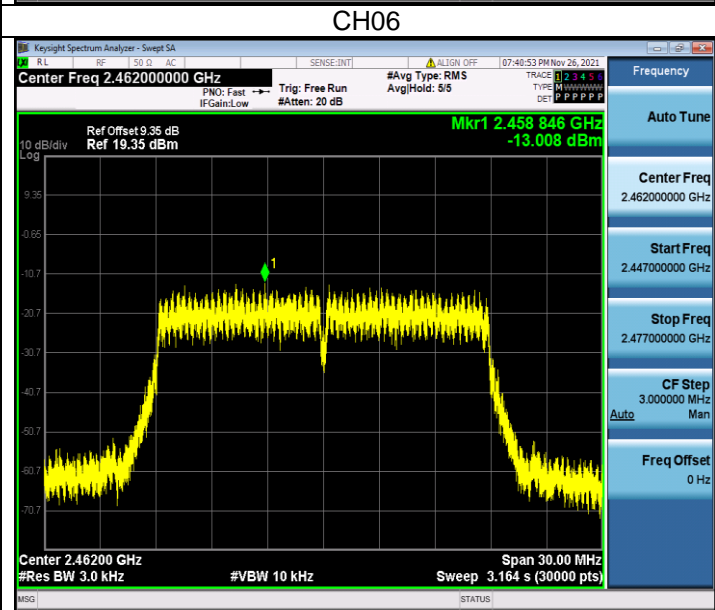 CH06
Keysight Spectrum Analyzer - Swept SA
RL RF 50 Ω AC SENSE:INT ALIGN OFF 07:40:53 PM Nov 26, 2021
Center Freq 2.462000000 GHz
PNO: Fast
IFGain:Low
Trig: Free Run
#Atten: 20 dB
#Avg Type: RMS
Avg|Hold: 5/5
TRACE 1 2 3 4 5 6
TYPE M WWWWW
DET P P P P P P
Frequency
Auto Tune
Center Freq
2.462000000 GHz
Start Freq
2.447000000 GHz
Stop Freq
2.477000000 GHz
CF Step
3.000000 MHz
Auto Man
Freq Offset
0 Hz
Ref Offset 9.35 dB
10 dB/div Ref 19.35 dBm
Log
Mkr1 2.458 846 GHz
-13.008 dBm
1
9.35
-0.65
-10.7
-20.7
-30.7
-40.7
-50.7
-60.7
-70.7
Center 2.46200 GHz Span 30.00 MHz
#Res BW 3.0 kHz #VBW 10 kHz Sweep 3.164 s (30000 pts)
MSG STATUS